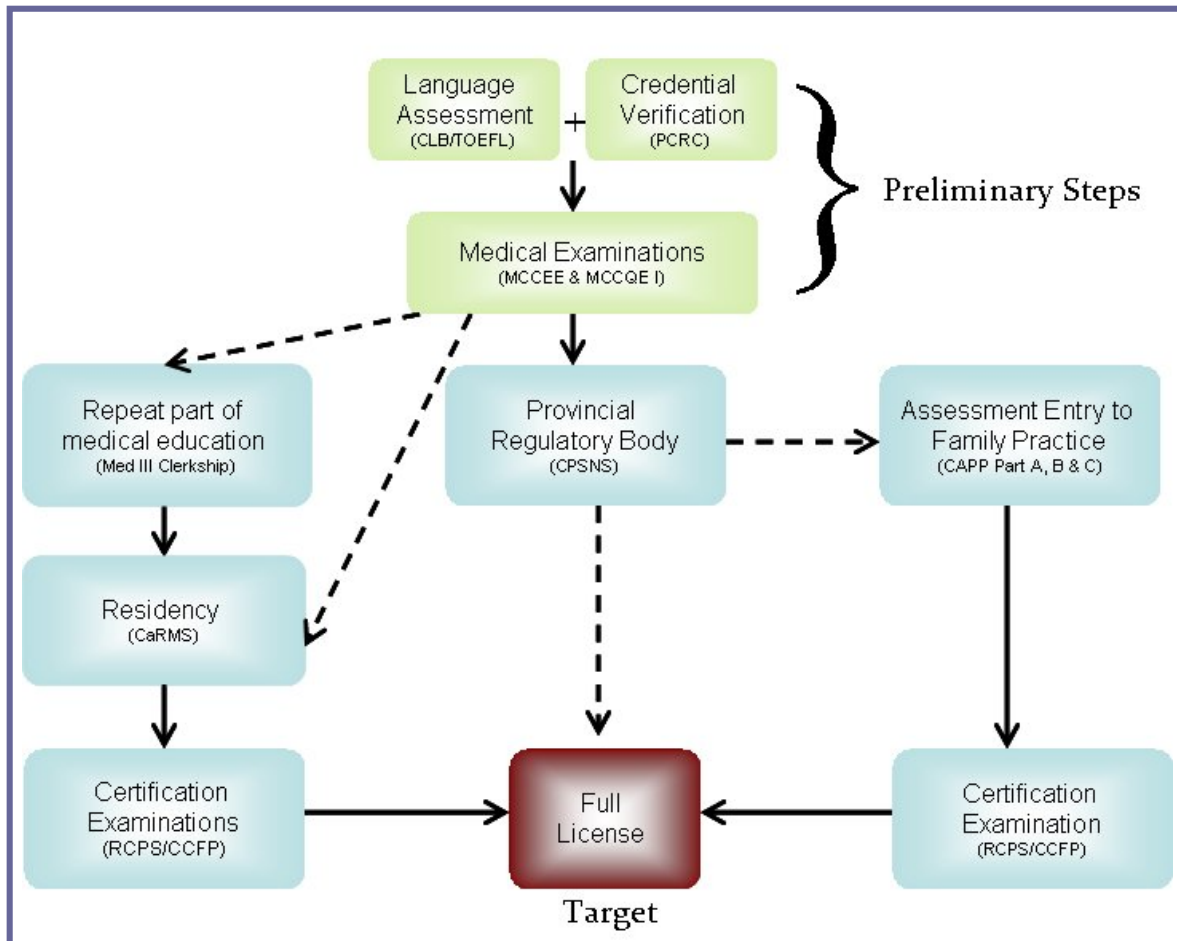 Language
Assessment
(CLB/TOEFL)
+
Credential
Verification
(PCRC)
Preliminary Steps
Medical Examinations
(MCCEE & MCCQE I)
Repeat part of
medical education
(Med III Clerkship)
Provincial
Regulatory Body
(CPSNS)
Assessment Entry to
Family Practice
(CAPP Part A, B & C)
Residency
(CaRMS)
Certification
Examinations
(RCPS/CCFP)
Full
License
Certification
Examination
(RCPS/CCFP)
Target